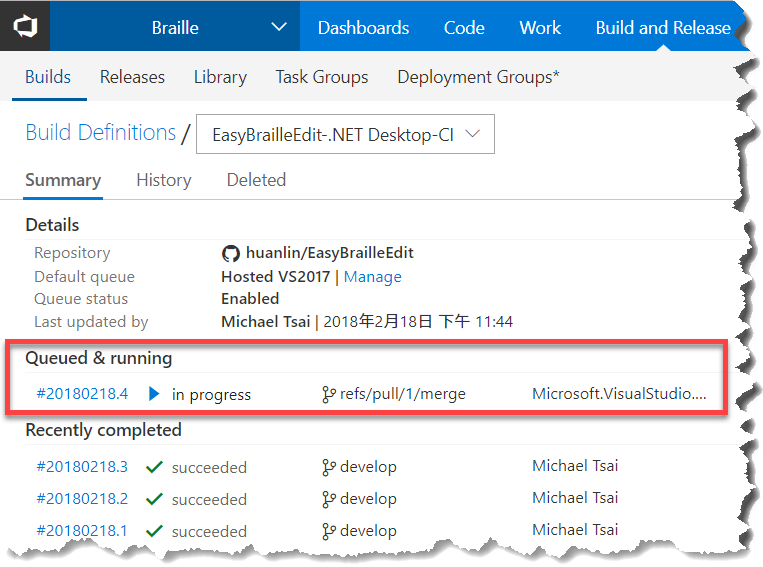 Braille Dashboards Code Work Build and Release
Builds Releases Library Task Groups Deployment Groups*
Build Definitions / EasyBrailleEdit-.NET Desktop-CI
Summary History Deleted
Details
Repository huanlin/EasyBrailleEdit
Default queue Hosted VS2017 | Manage
Queue status Enabled
Last updated by Michael Tsai | 2018年2月18日 下午 11:44
Queued & running
#20180218.4 in progress refs/pull/1/merge Microsoft.VisualStudio....
Recently completed
#20180218.3 succeeded develop Michael Tsai
#20180218.2 succeeded develop Michael Tsai
#20180218.1 succeeded develop Michael Tsai